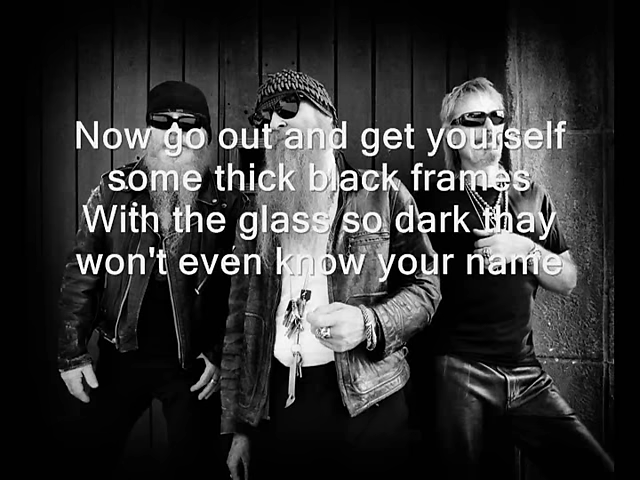 Now go out and get yourself
some thick black frames
With the glass so dark thay
won't even know your name